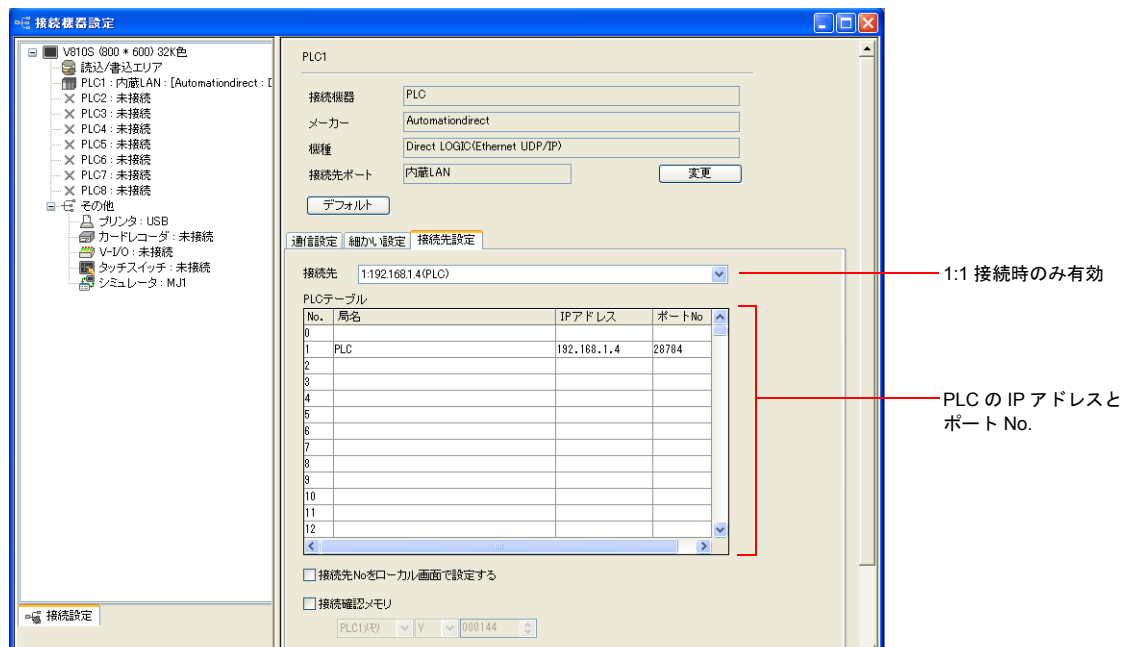 接続機器設定
V810S (800 * 600) 32K色
読込/書込エリア
PLC1 : 内蔵LAN : [Automationdirect : D
PLC2 : 未接続
PLC3 : 未接続
PLC4 : 未接続
PLC5 : 未接続
PLC6 : 未接続
PLC7 : 未接続
PLC8 : 未接続
その他
プリンタ : USB
カードレコーダ : 未接続
V-I/O : 未接続
タッチスイッチ : 未接続
シミュレータ : MJ1
接続設定
PLC1
接続機器 PLC
メーカー Automationdirect
機種 Direct LOGIC(Ethernet UDP/IP)
接続先ポート 内蔵LAN 変更
デフォルト
通信設定 細かい設定 接続先設定
接続先 1:192.168.1.4(PLC)
PLCテーブル
No. 局名 IPアドレス ポートNo
0
1 PLC 192.168.1.4 28784
2
3
4
5
6
7
8
9
10
11
12
接続先Noをローカル画面で設定する
接続確認メモリ
PLC1メモリ V 000144
1:1 接続時のみ有効
PLC の IP アドレスと
ポート No.